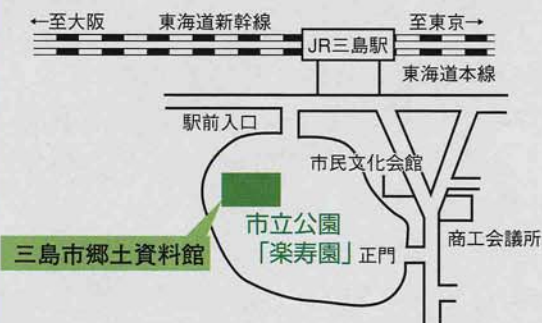 ←至大阪
東海道新幹線
至東京→
JR三島駅
東海道本線
駅前入口
市民文化会館
市立公園
「楽寿園」
正門
商工会議所
三島市郷土資料館